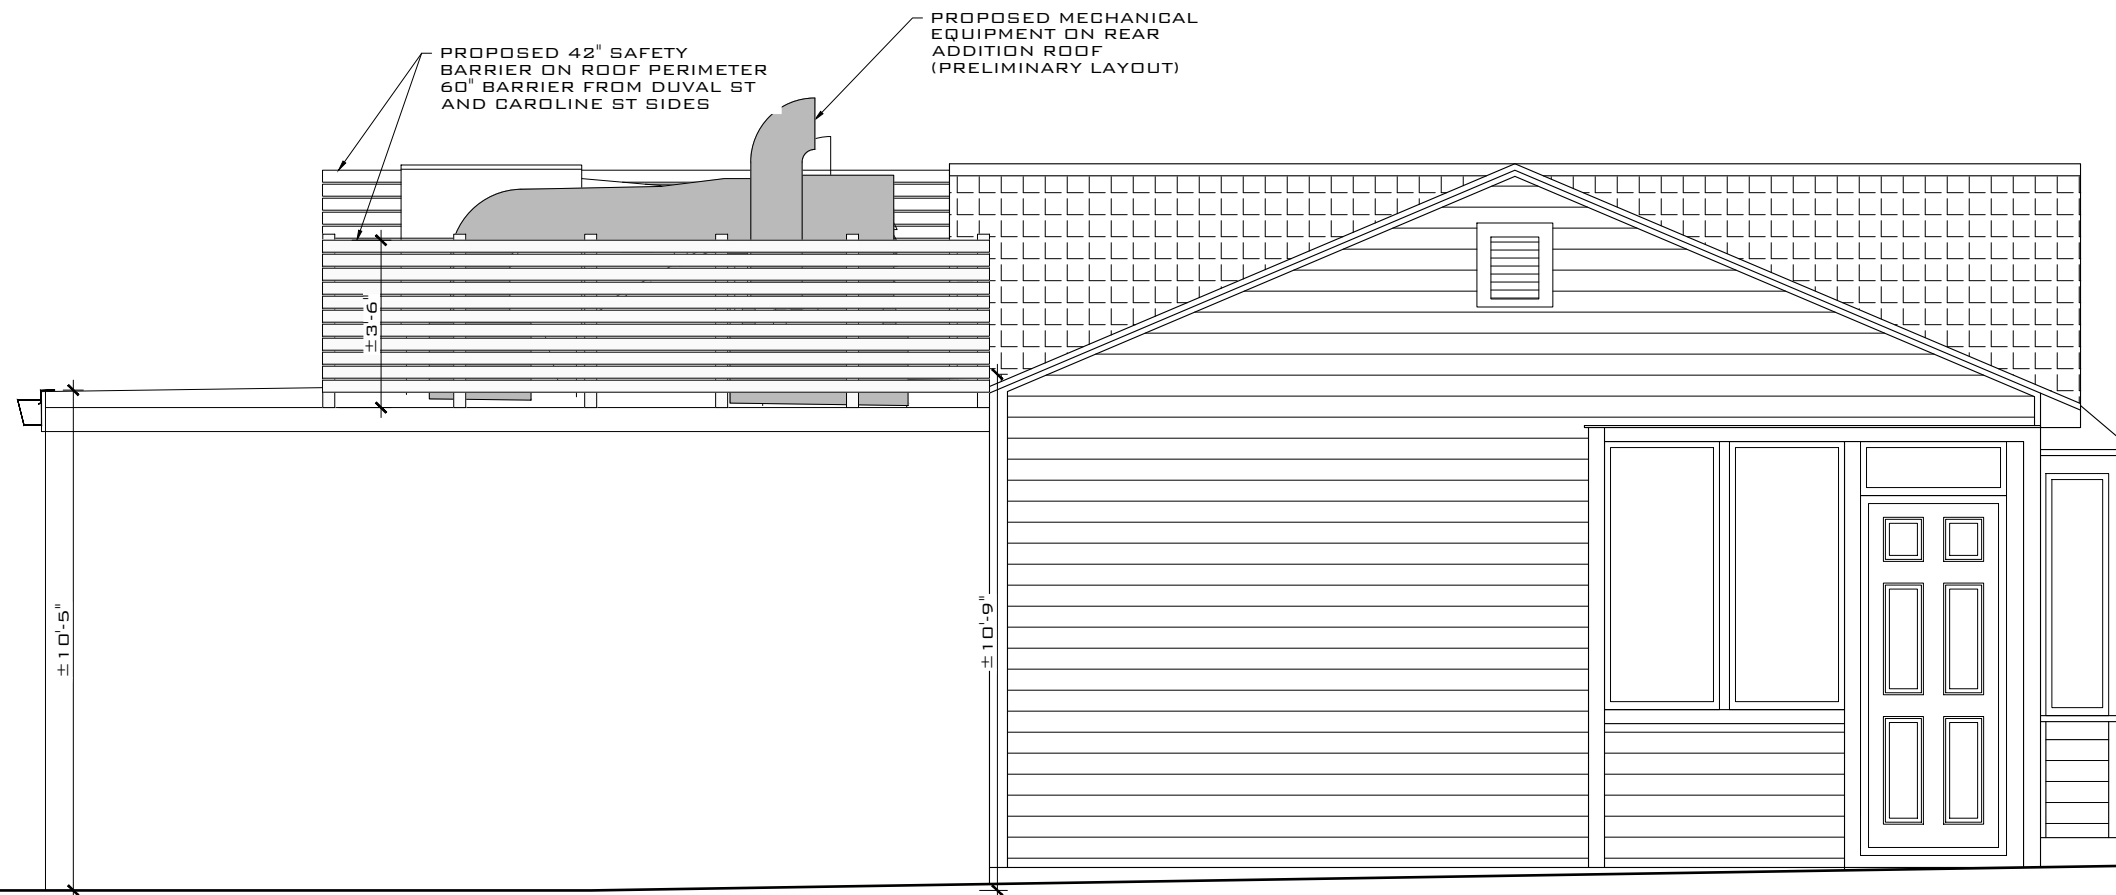 PROPOSED MECHANICAL
EQUIPMENT ON REAR
ADDITION ROOF
(PRELIMINARY LAYOUT)
PROPOSED 42" SAFETY
BARRIER ON ROOF PERIMETER
60" BARRIER FROM DUVAL ST
AND CAROLINE ST SIDES
±3'-6"
±10'-5"
±10'-9"